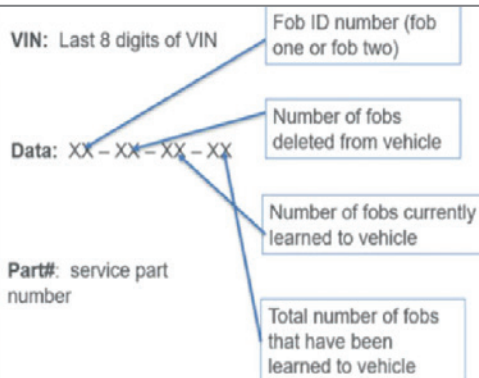 VIN: Last 8 digits of VIN
Fob ID number (fob
one or fob two)
Number of fobs
deleted from vehicle
Data: XX – XX – XX – XX
Number of fobs currently
learned to vehicle
Part#: service part
number
Total number of fobs
that have been
learned to vehicle